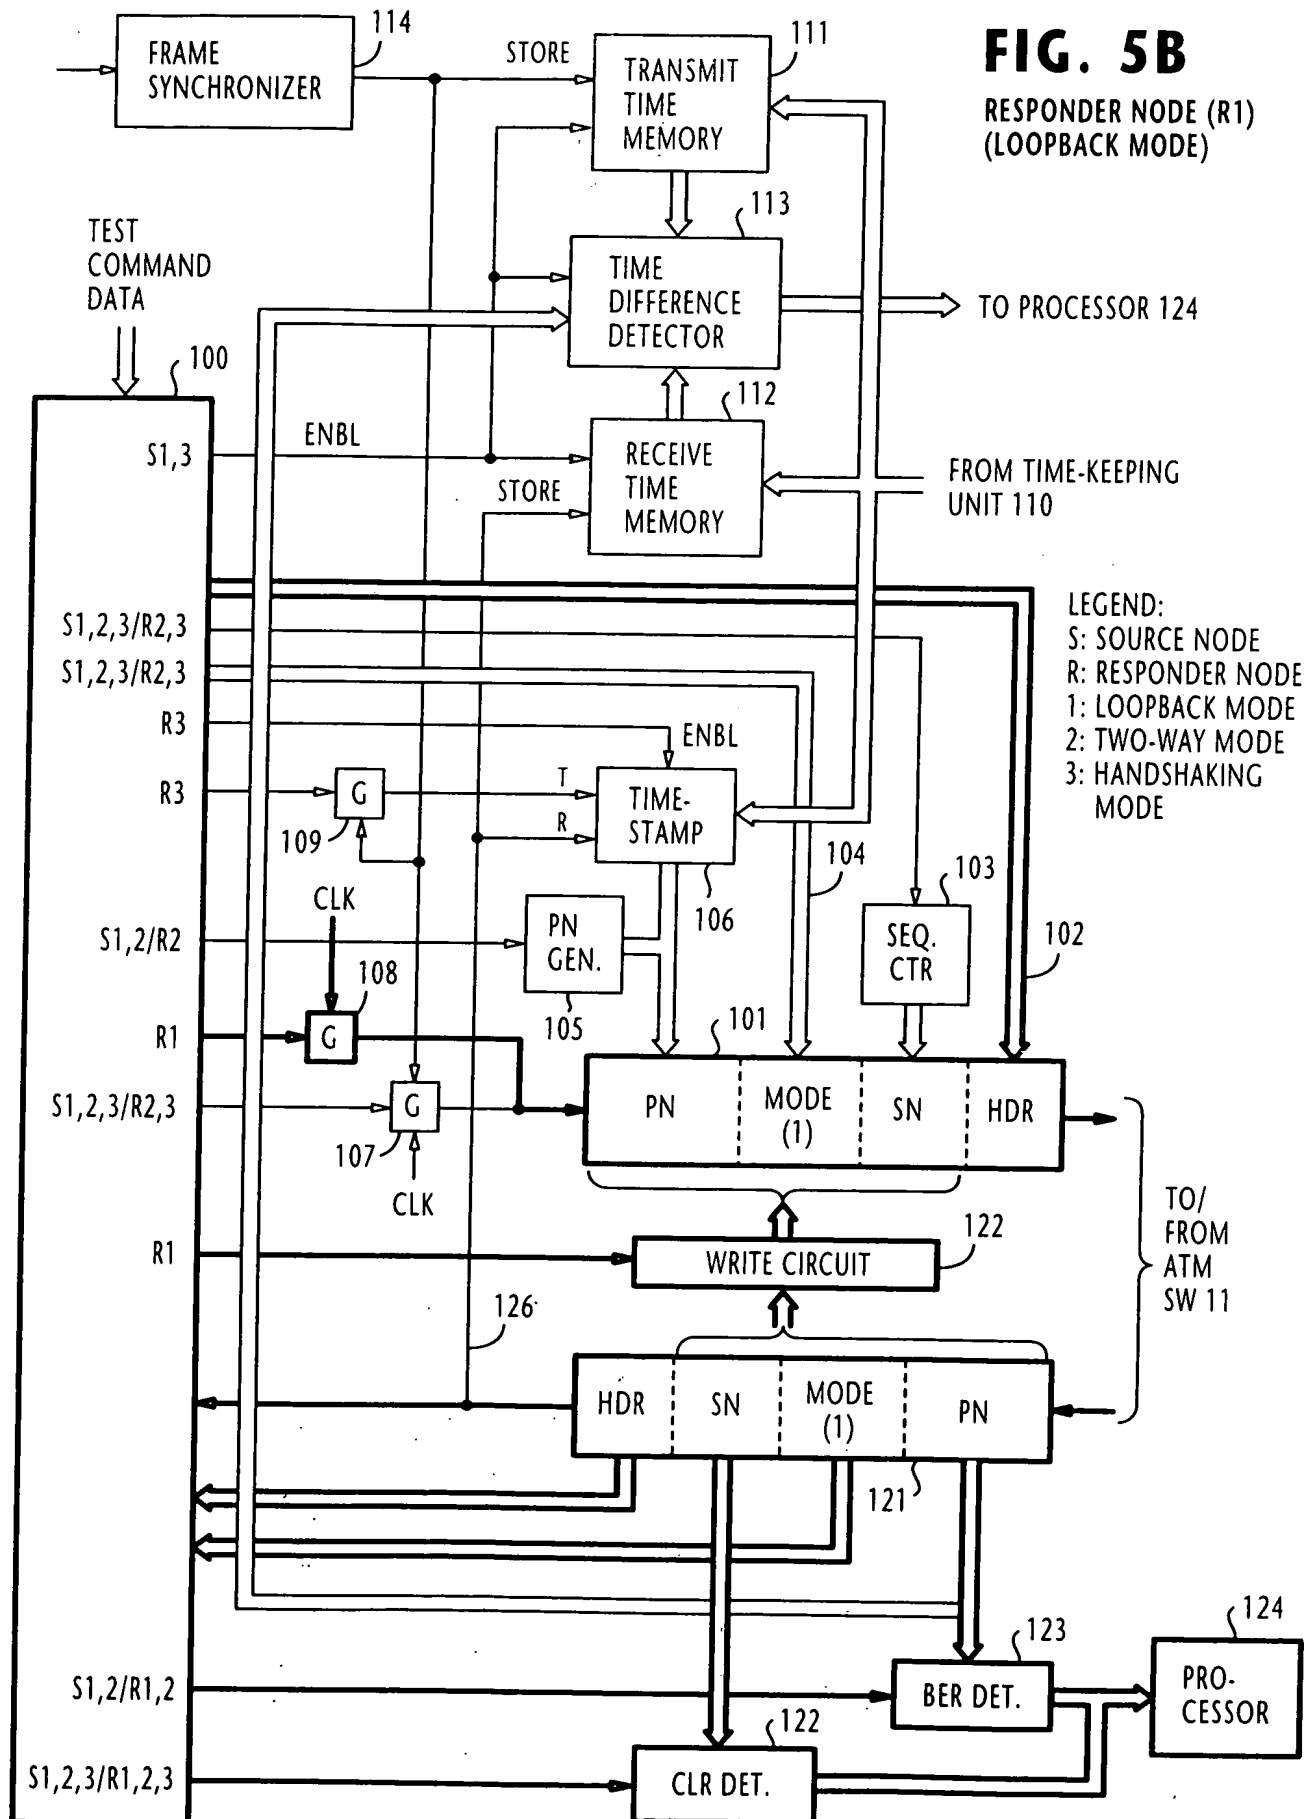 FIG. 5B
RESPONDER NODE (R1)
(LOOPBACK MODE)
114
FRAME
SYNCHRONIZER
STORE
111
TRANSMIT
TIME
MEMORY
113
TIME
DIFFERENCE
DETECTOR
TO PROCESSOR 124
TEST
COMMAND
DATA
100
S1,3
ENBL
112
RECEIVE
TIME
MEMORY
STORE
FROM TIME-KEEPING
UNIT 110
LEGEND:
S: SOURCE NODE
R: RESPONDER NODE
1: LOOPBACK MODE
2: TWO-WAY MODE
3: HANDSHAKING
MODE
S1,2,3/R2,3
S1,2,3/R2,3
R3
ENBL
R3
G
109
T
R
TIME-
STAMP
106
104
103
SEQ.
CTR
102
CLK
S1,2/R2
PN
GEN.
105
108
R1
G
101
PN
MODE
(1)
SN
HDR
S1,2,3/R2,3
G
107
CLK
TO/
FROM
ATM
SW 11
R1
WRITE CIRCUIT
122
126
HDR
SN
MODE
(1)
PN
121
S1,2/R1,2
123
BER DET.
124
PRO-
CESSOR
S1,2,3/R1,2,3
122
CLR DET.